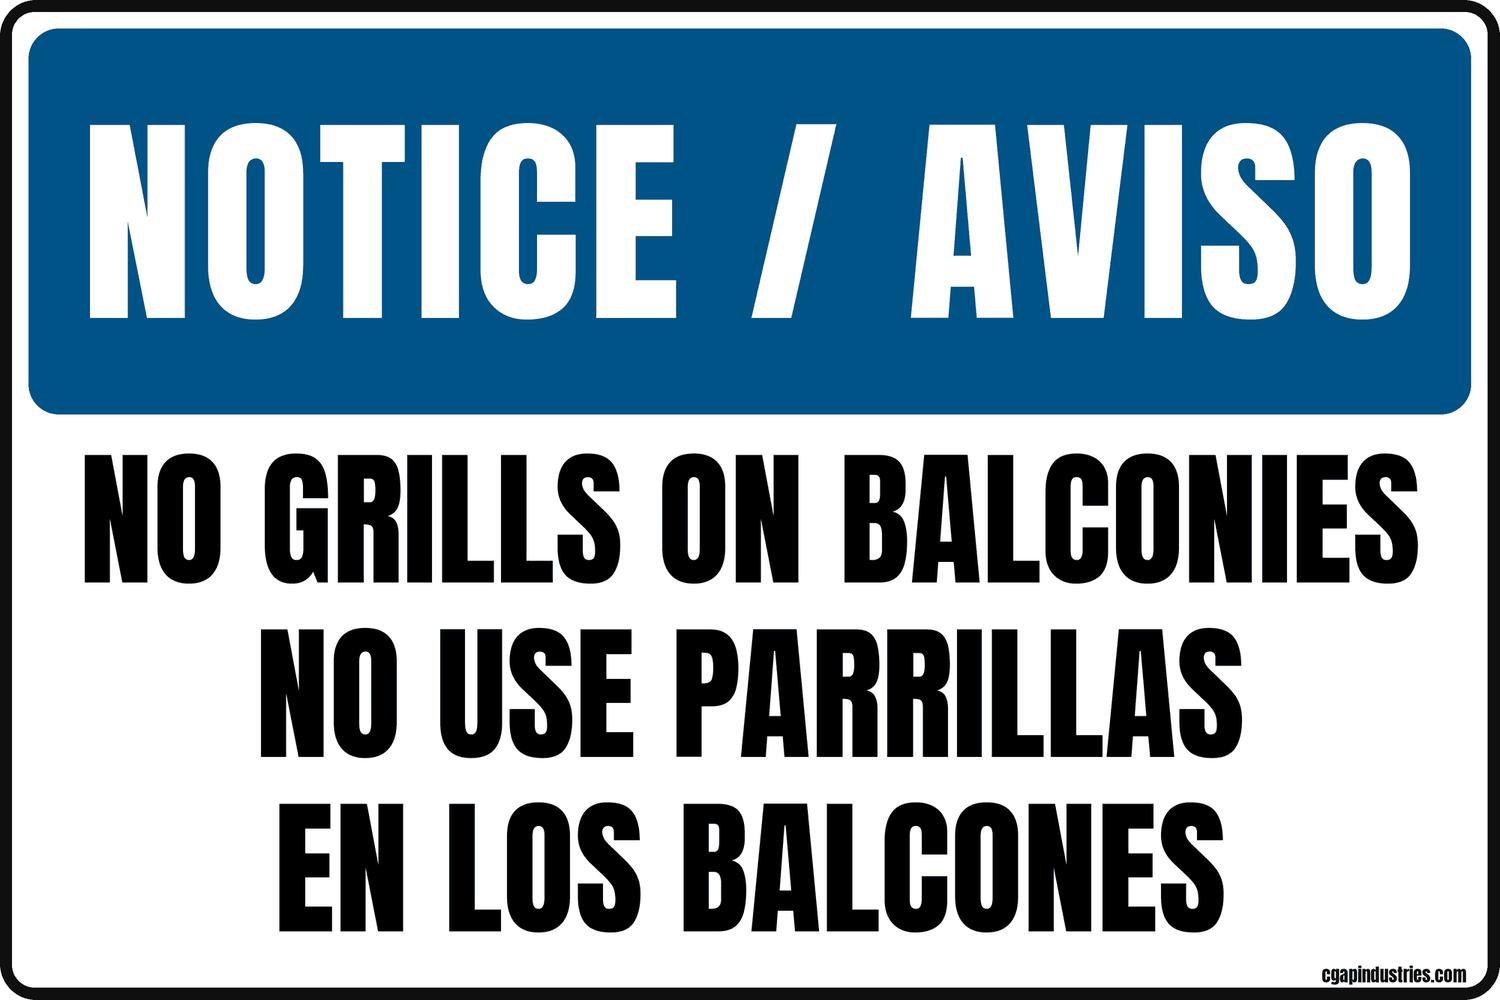 NOTICE / AVISO
NO GRILLS ON BALCONIES
NO USE PARRILLAS
EN LOS BALCONES
cgapindustries.com